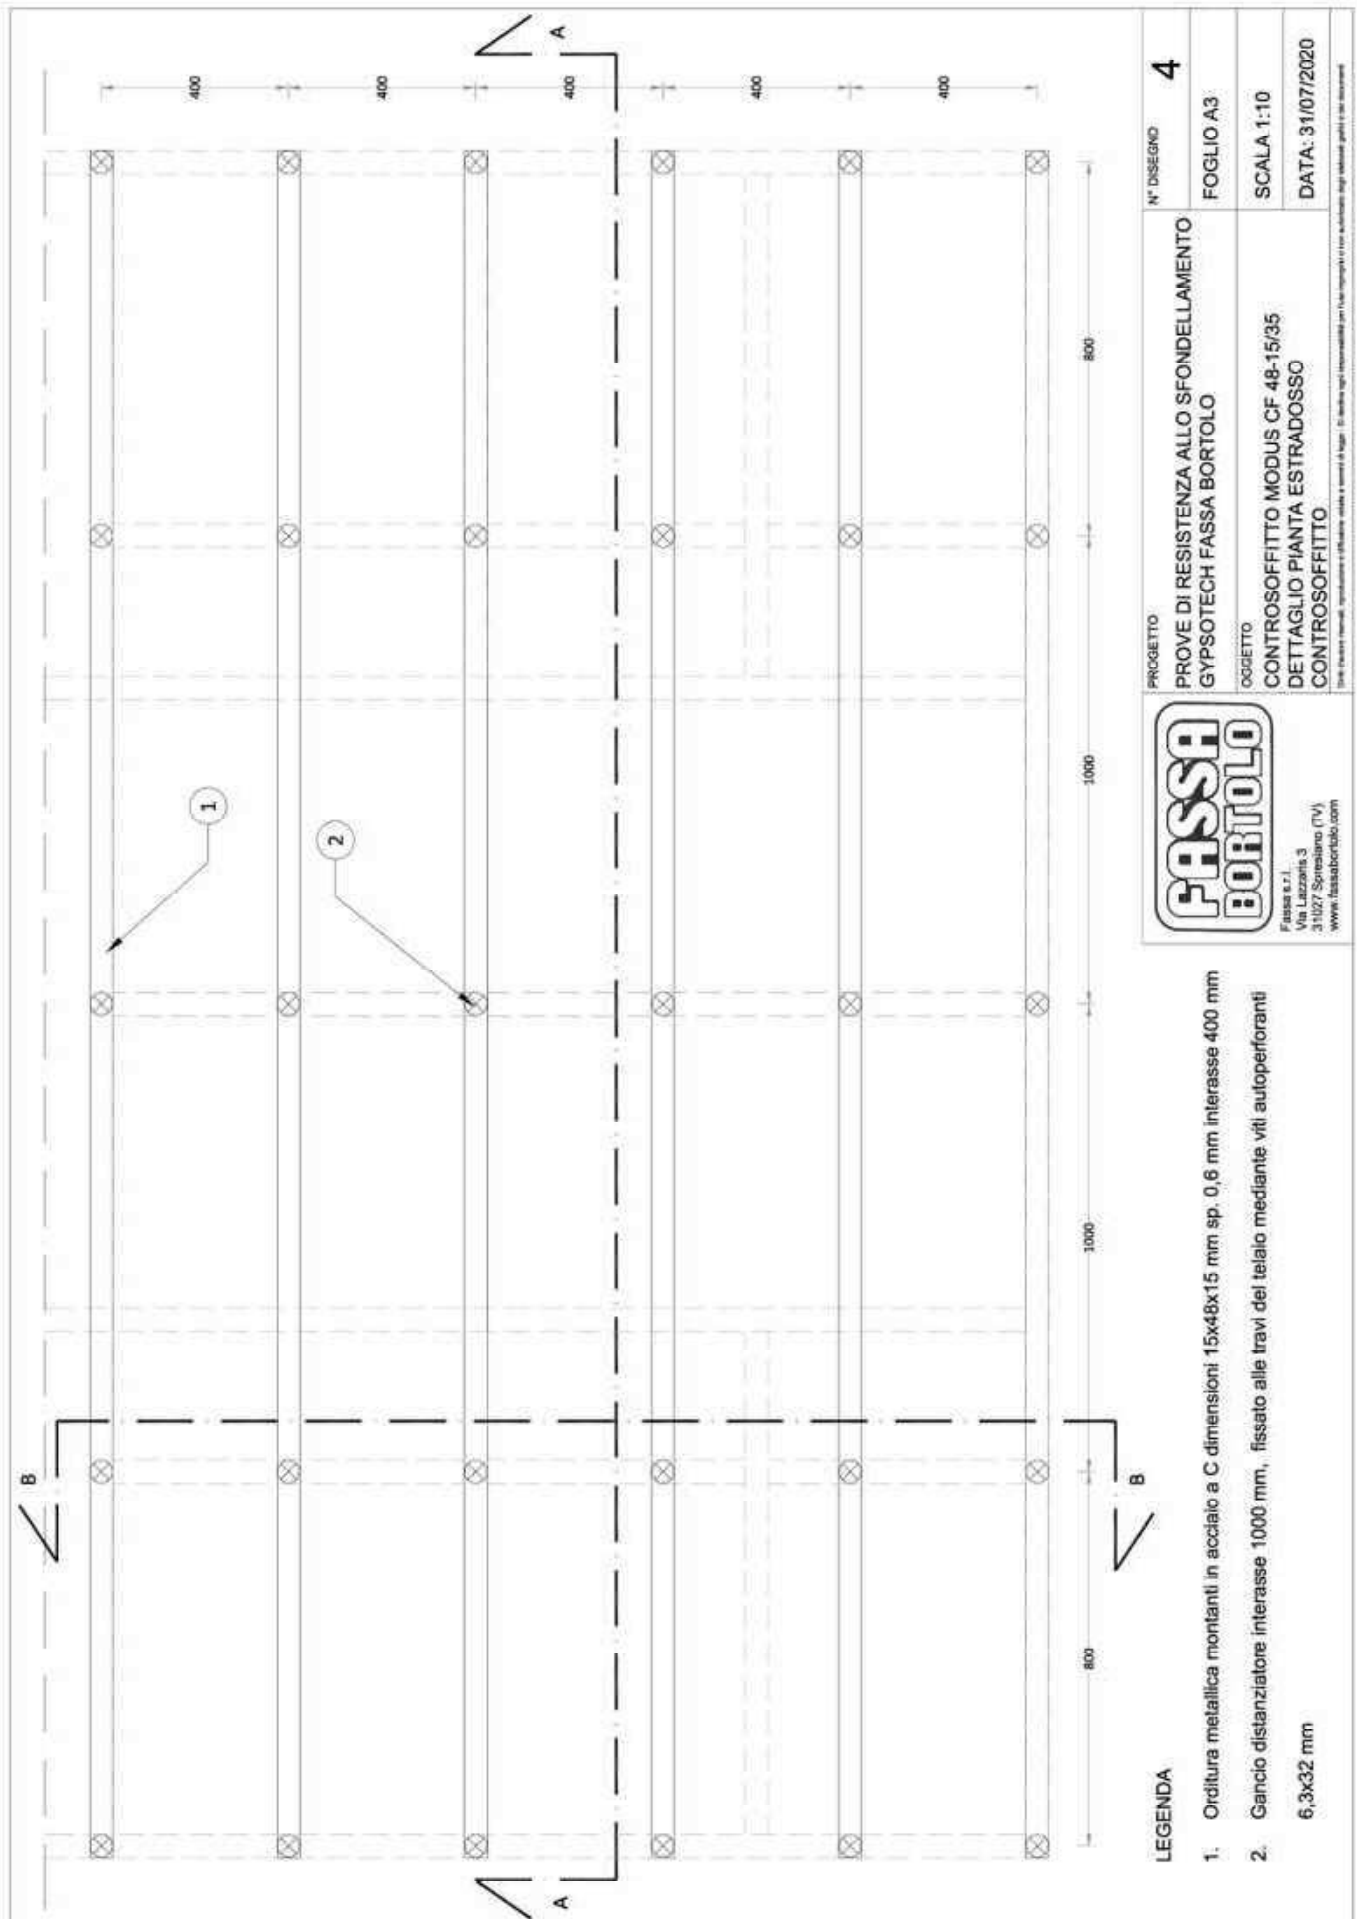 B
A
400
400
400
400
400
1
2
A
B
800
1000
1000
800
LEGENDA
1. Orditura metallica montanti in acciaio a C dimensioni 15x48x15 mm sp. 0,6 mm interasse 400 mm
2. Gancio distanziatore interasse 1000 mm, fissato alle travi del telaio mediante viti autoperforanti
6,3x32 mm
FASSA
BORTOLO
Fassa s.r.l.
Via Lazzaris 3
31027 Spresiano (TV)
www.fassabortolo.com
PROGETTO
PROVE DI RESISTENZA ALLO SFONDELLAMENTO
GYPSOTECH FASSA BORTOLO
OGGETTO
CONTROSOFFITTO MODUS CF 48-15/35
DETTAGLIO PIANTA ESTRADOSSO
CONTROSOFFITTO
N° DISEGNO
4
FOGLIO A3
SCALA 1:10
DATA: 31/07/2020